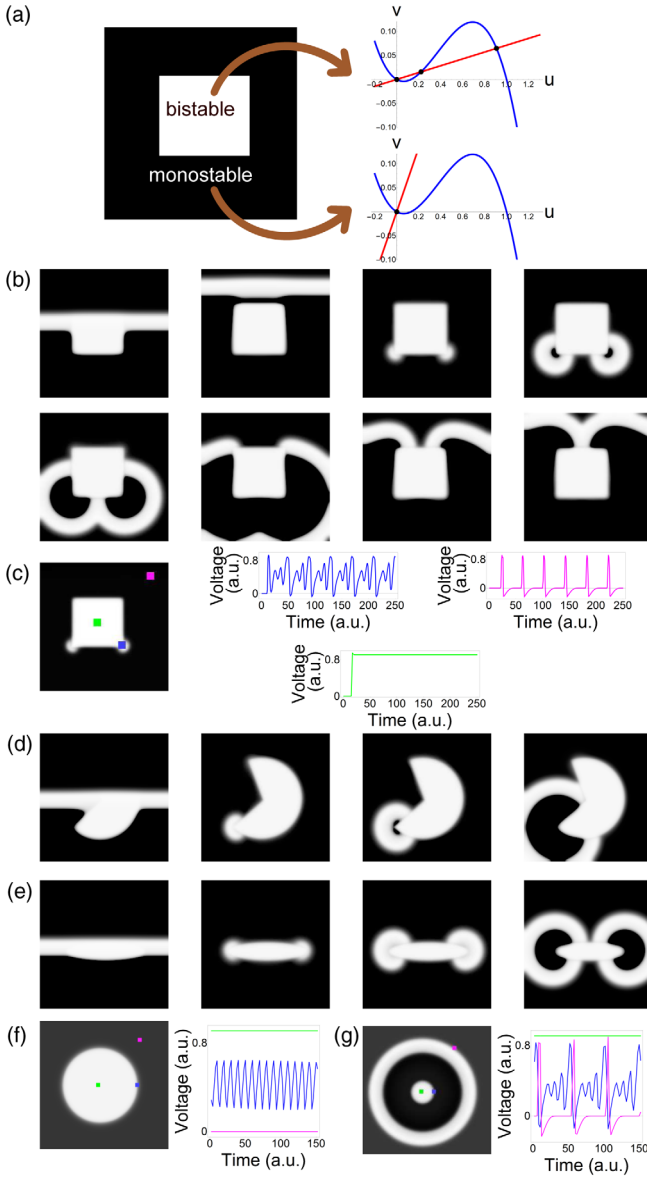 (a)
bistable
monostable
v
0.10
0.05
−0.2 0.2 0.4 0.6 0.8 1.0 1.2 u
−0.05
−0.10
v
0.10
0.05
−0.2 0.2 0.4 0.6 0.8 1.0 1.2 u
−0.05
−0.10
(b)
(c)
Voltage
(a.u.)
0.8
0
0 50 100 150 200 250
Time (a.u.)
Voltage
(a.u.)
0.8
0
0 50 100 150 200 250
Time (a.u.)
Voltage
(a.u.)
0.8
0
0 50 100 150 200 250
Time (a.u.)
(d)
(e)
(f)
Voltage (a.u.)
0.8
0
0 50 100 150
Time (a.u.)
(g)
Voltage (a.u.)
0.8
0
0 50 100 150
Time (a.u.)